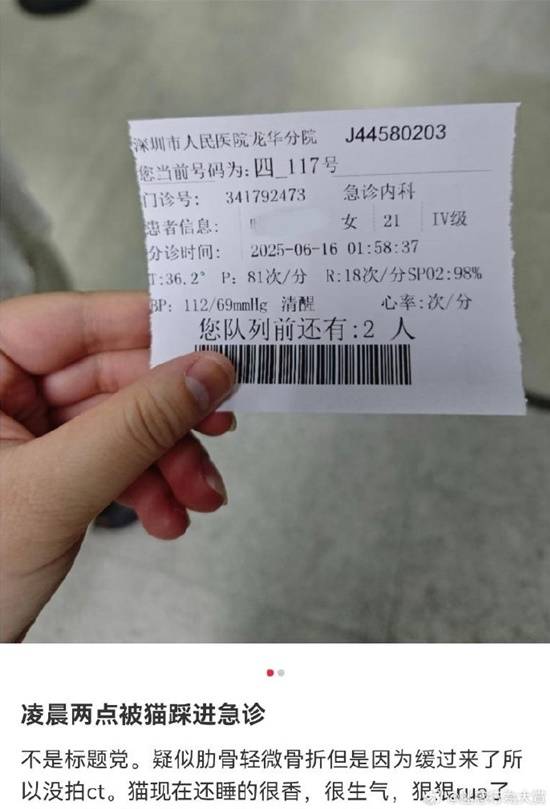 深圳市人民医院龙华分院 J44580203
您当前号码为:四_117号
门诊号: 341792473 急诊内科
患者信息: 女 21 IV级
分诊时间: 2025-06-16 01:58:37
T:36.2° P: 81次/分 R:18次/分SPO2:98%
BP: 112/69mmHg 清醒 心率:次/分
您队列前还有:2 人
凌晨两点被猫踩进急诊
不是标题党。疑似肋骨轻微骨折但是因为缓过来了所
以没拍ct。猫现在还睡的很香，很生气，狠狠rua了